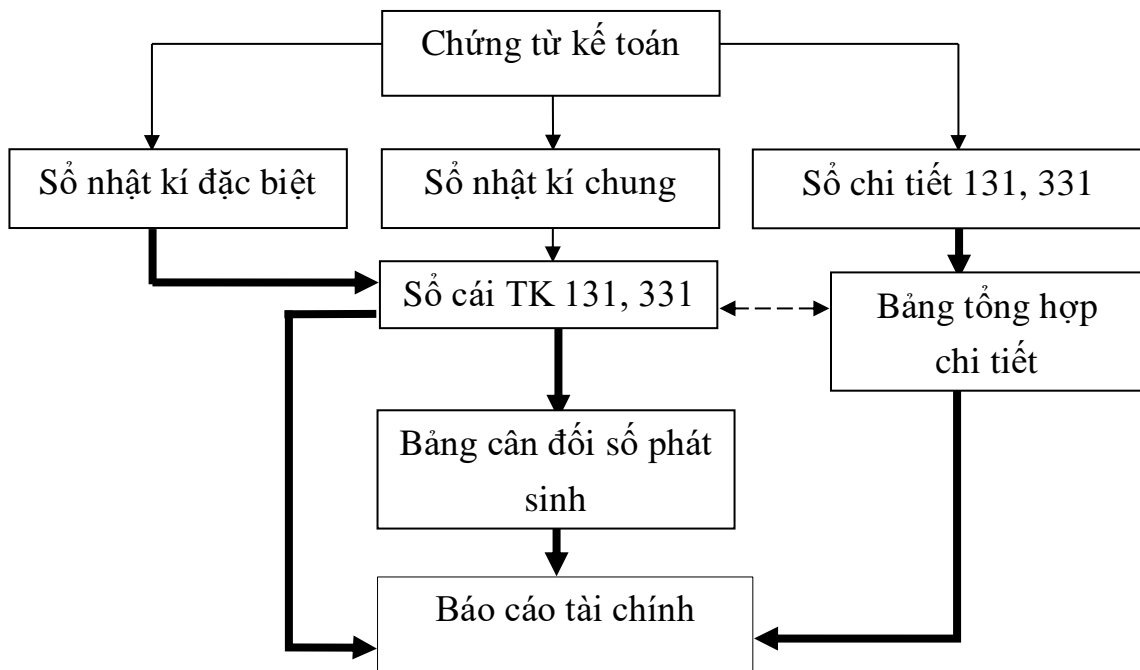 Chứng từ kế toán
Sổ nhật kí đặc biệt
Sổ nhật kí chung
Sổ chi tiết 131, 331
Sổ cái TK 131, 331
Bảng tổng hợp
chi tiết
Bảng cân đối số phát
sinh
Báo cáo tài chính